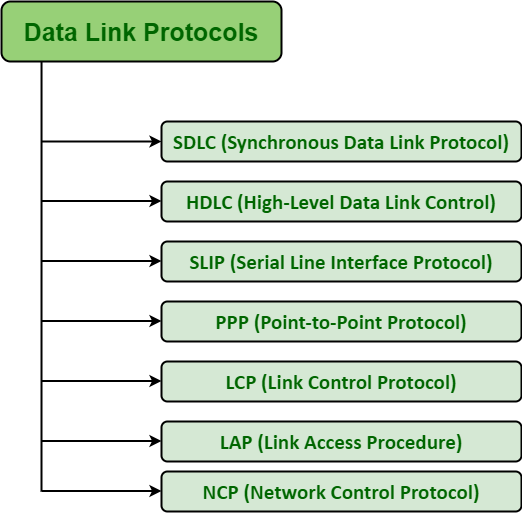 Data Link Protocols
SDLC (Synchronous Data Link Protocol)
HDLC (High-Level Data Link Control)
SLIP (Serial Line Interface Protocol)
PPP (Point-to-Point Protocol)
LCP (Link Control Protocol)
LAP (Link Access Procedure)
NCP (Network Control Protocol)